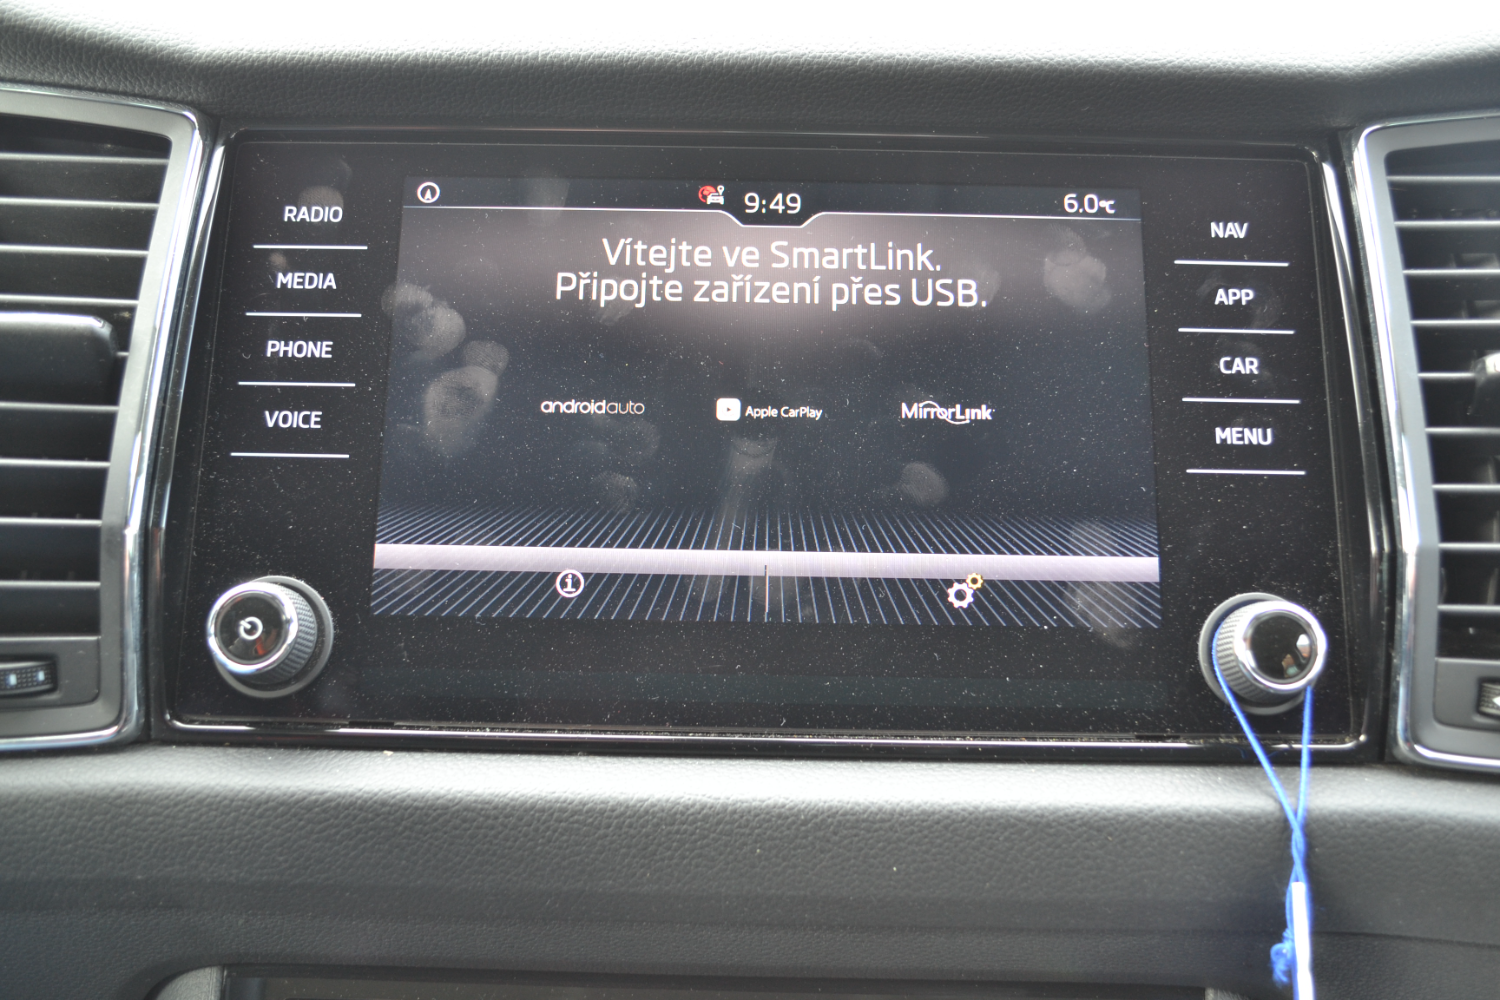 RADIO
MEDIA
PHONE
VOICE
9:49
6.0°C
Vítejte ve SmartLink.
Připojte zařízení přes USB.
androidauto
Apple CarPlay
MirrorLink
NAV
APP
CAR
MENU